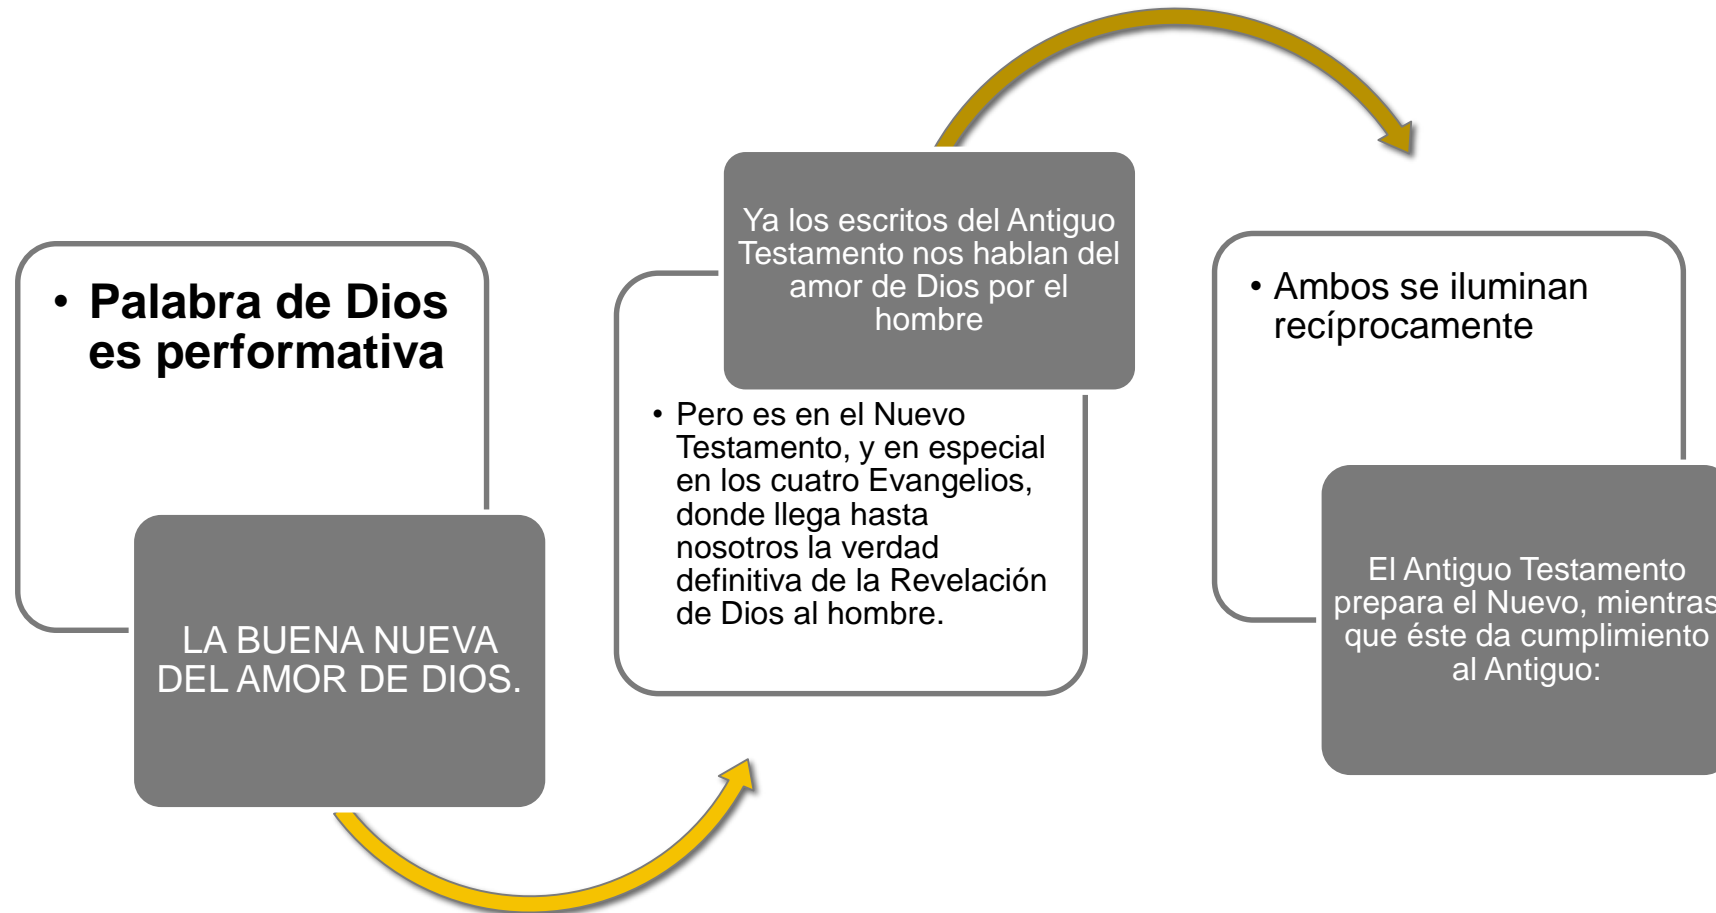 • Palabra de Dios
es performativa
LA BUENA NUEVA
DEL AMOR DE DIOS.
Ya los escritos del Antiguo
Testamento nos hablan del
amor de Dios por el
hombre
• Pero es en el Nuevo
Testamento, y en especial
en los cuatro Evangelios,
donde llega hasta
nosotros la verdad
definitiva de la Revelación
de Dios al hombre.
• Ambos se iluminan
recíprocamente
El Antiguo Testamento
prepara el Nuevo, mientras
que éste da cumplimiento
al Antiguo: